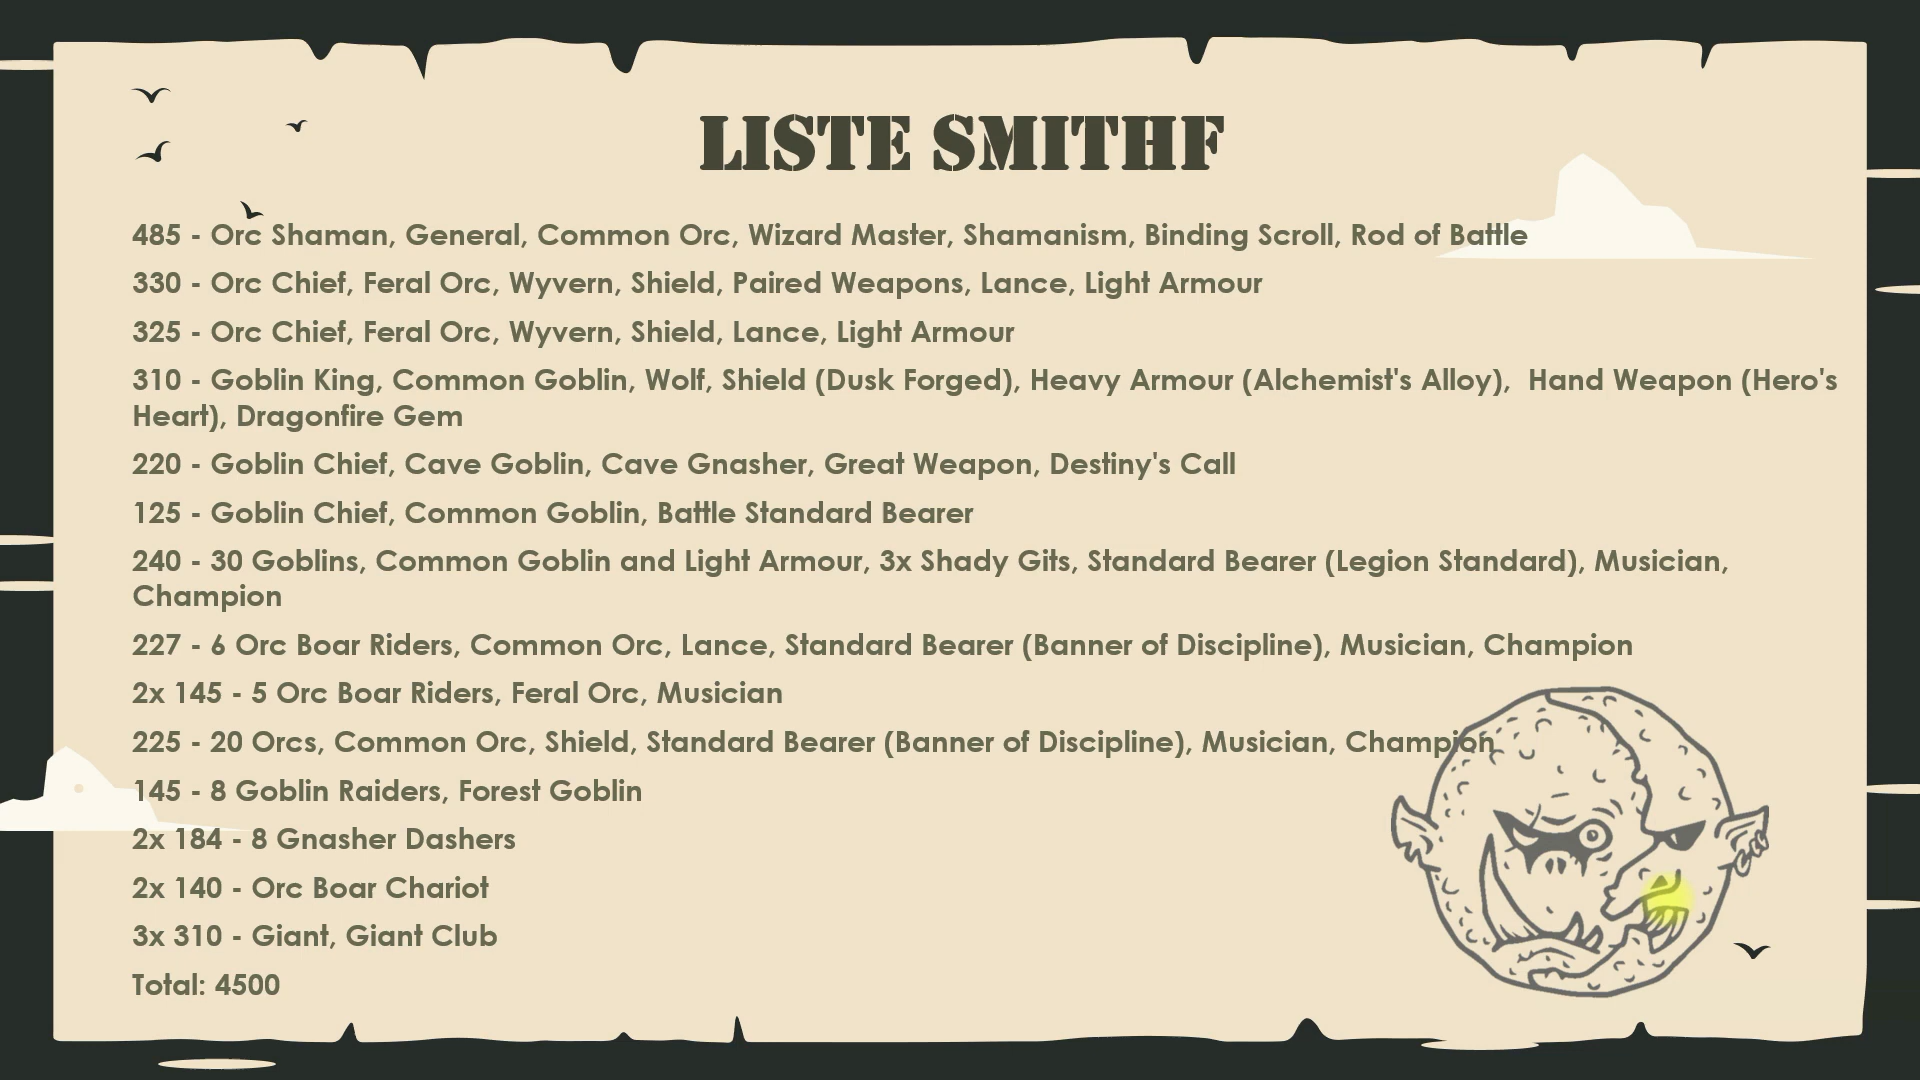 LISTE SMITHF
485 - Orc Shaman, General, Common Orc, Wizard Master, Shamanism, Binding Scroll, Rod of Battle
330 - Orc Chief, Feral Orc, Wyvern, Shield, Paired Weapons, Lance, Light Armour
325 - Orc Chief, Feral Orc, Wyvern, Shield, Lance, Light Armour
310 - Goblin King, Common Goblin, Wolf, Shield (Dusk Forged), Heavy Armour (Alchemist's Alloy),  Hand Weapon (Hero's
Heart), Dragonfire Gem
220 - Goblin Chief, Cave Goblin, Cave Gnasher, Great Weapon, Destiny's Call
125 - Goblin Chief, Common Goblin, Battle Standard Bearer
240 - 30 Goblins, Common Goblin and Light Armour, 3x Shady Gits, Standard Bearer (Legion Standard), Musician,
Champion
227 - 6 Orc Boar Riders, Common Orc, Lance, Standard Bearer (Banner of Discipline), Musician, Champion
2x 145 - 5 Orc Boar Riders, Feral Orc, Musician
225 - 20 Orcs, Common Orc, Shield, Standard Bearer (Banner of Discipline), Musician, Champion
145 - 8 Goblin Raiders, Forest Goblin
2x 184 - 8 Gnasher Dashers
2x 140 - Orc Boar Chariot
3x 310 - Giant, Giant Club
Total: 4500